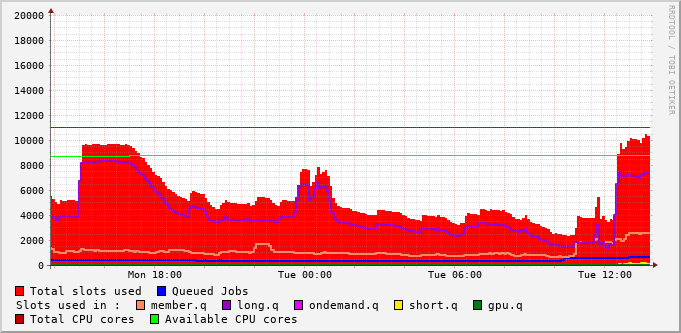 20000
18000
16000
14000
12000
10000
8000
6000
4000
2000
0
Mon 18:00 Tue 00:00 Tue 06:00 Tue 12:00
Total slots used Queued Jobs
Slots used in : member.q long.q ondemand.q short.q gpu.q
Total CPU cores Available CPU cores
RRDTOOL / TOBI OETIKER